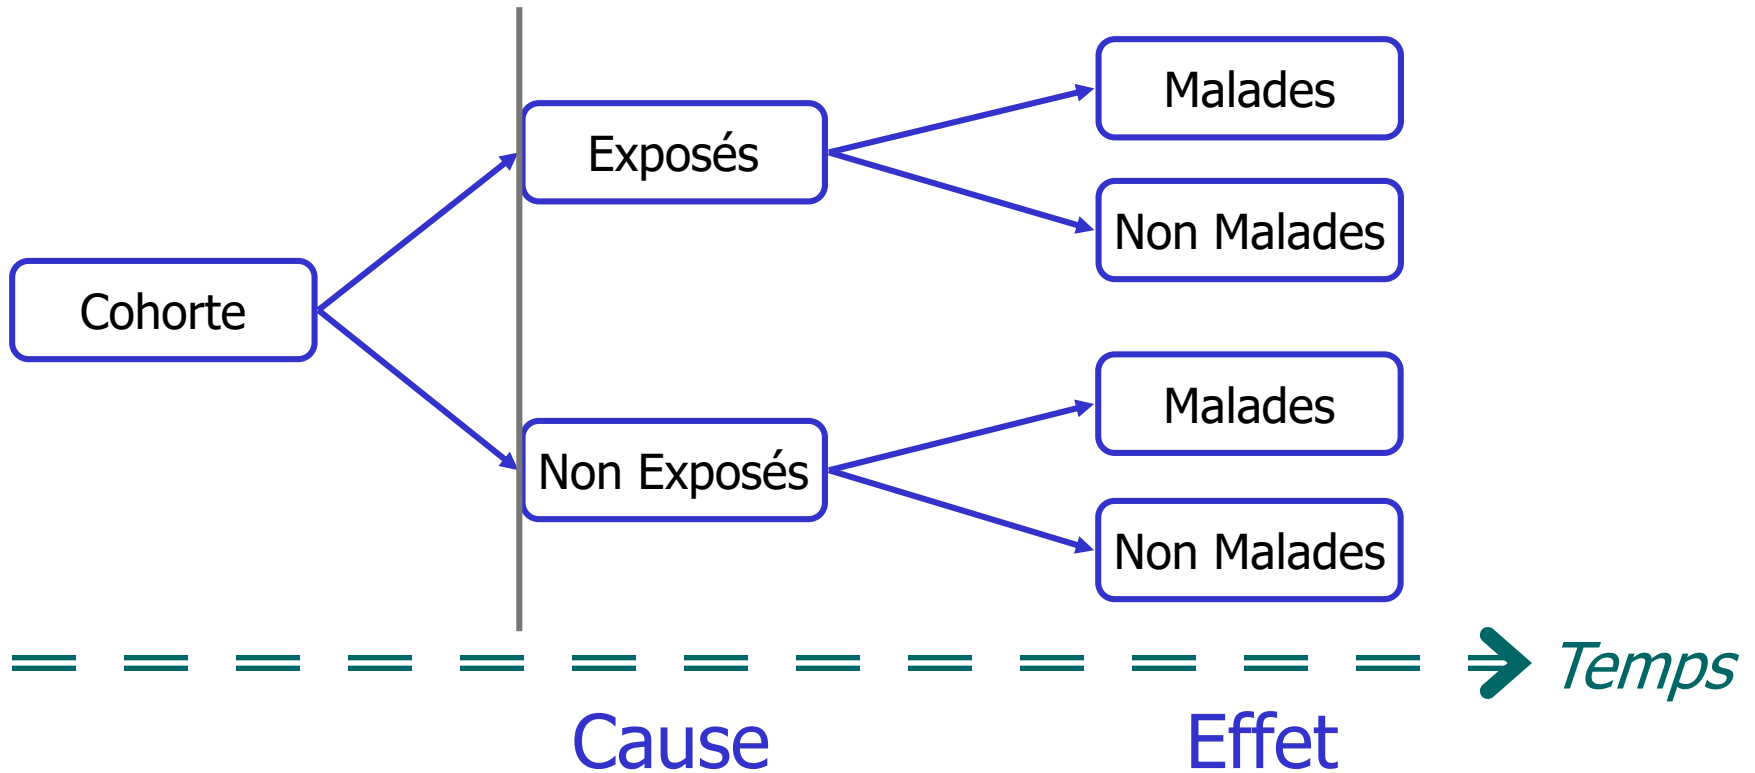 Malades
Exposés
Non Malades
Cohorte
Malades
Non Exposés
Non Malades
Temps
Cause
Effet